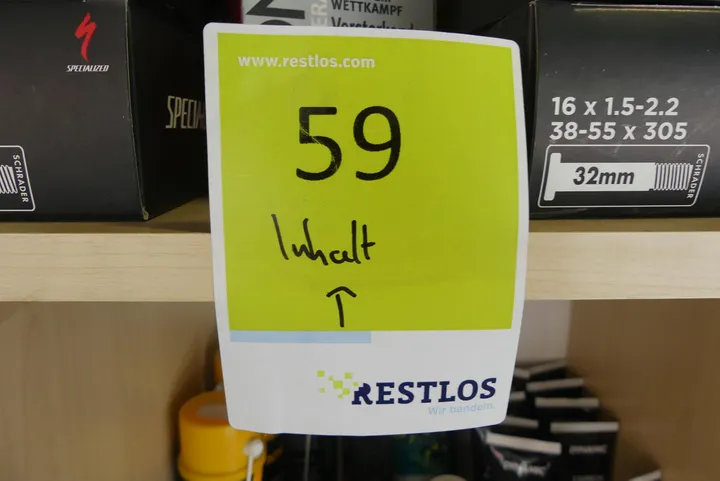 WETTKAMPF
SPECIALIZED
www.restlos.com
59
Inhalt
↑
RESTLOS
Wir handeln.
SCHRADER
16 x 1.5-2.2
38-55 x 305
32mm
SCHRADER